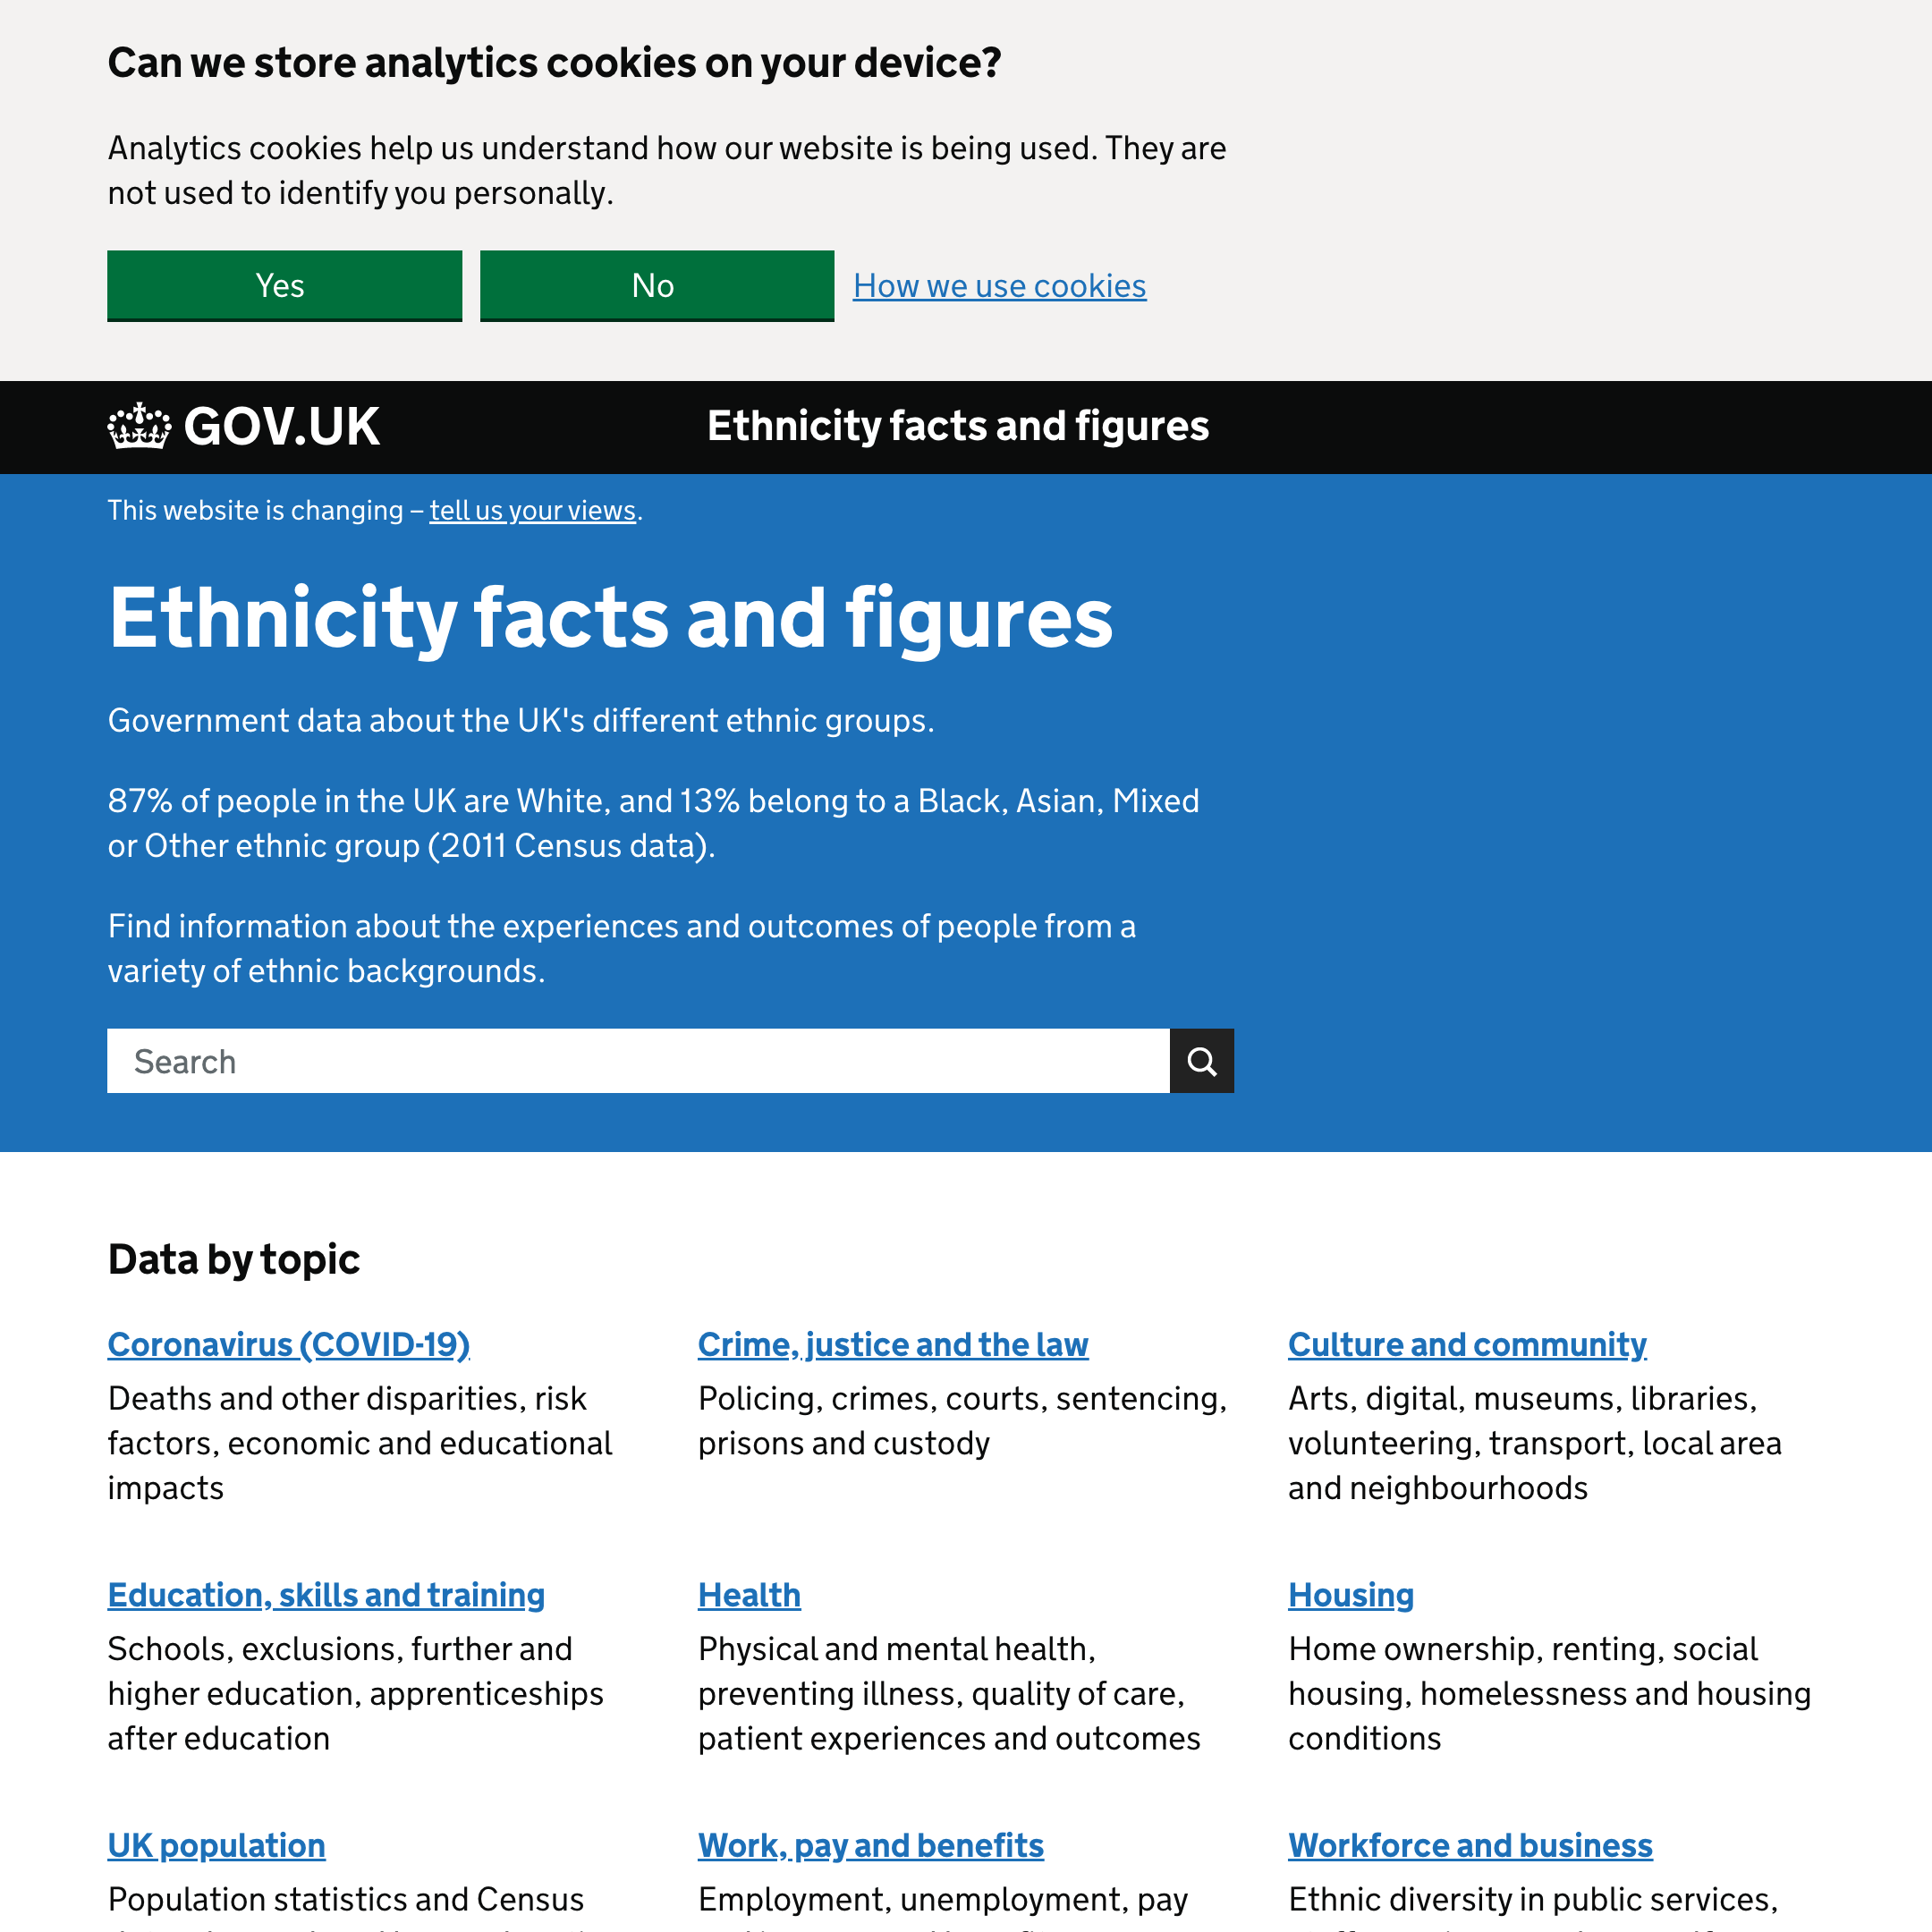 Can we store analytics cookies on your device?
Analytics cookies help us understand how our website is being used. They are
not used to identify you personally.
Yes
No
How we use cookies
GOV.UK
Ethnicity facts and figures
This website is changing – tell us your views.
Ethnicity facts and figures
Government data about the UK's different ethnic groups.
87% of people in the UK are White, and 13% belong to a Black, Asian, Mixed
or Other ethnic group (2011 Census data).
Find information about the experiences and outcomes of people from a
variety of ethnic backgrounds.
Search
Data by topic
Coronavirus (COVID-19)
Deaths and other disparities, risk
factors, economic and educational
impacts
Crime, justice and the law
Policing, crimes, courts, sentencing,
prisons and custody
Culture and community
Arts, digital, museums, libraries,
volunteering, transport, local area
and neighbourhoods
Education, skills and training
Schools, exclusions, further and
higher education, apprenticeships
after education
Health
Physical and mental health,
preventing illness, quality of care,
patient experiences and outcomes
Housing
Home ownership, renting, social
housing, homelessness and housing
conditions
UK population
Population statistics and Census
Work, pay and benefits
Employment, unemployment, pay
Workforce and business
Ethnic diversity in public services,